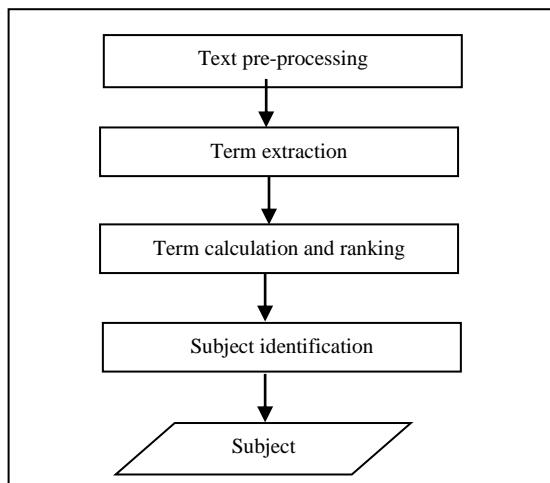 Text pre-processing
Term extraction
Term calculation and ranking
Subject identification
Subject